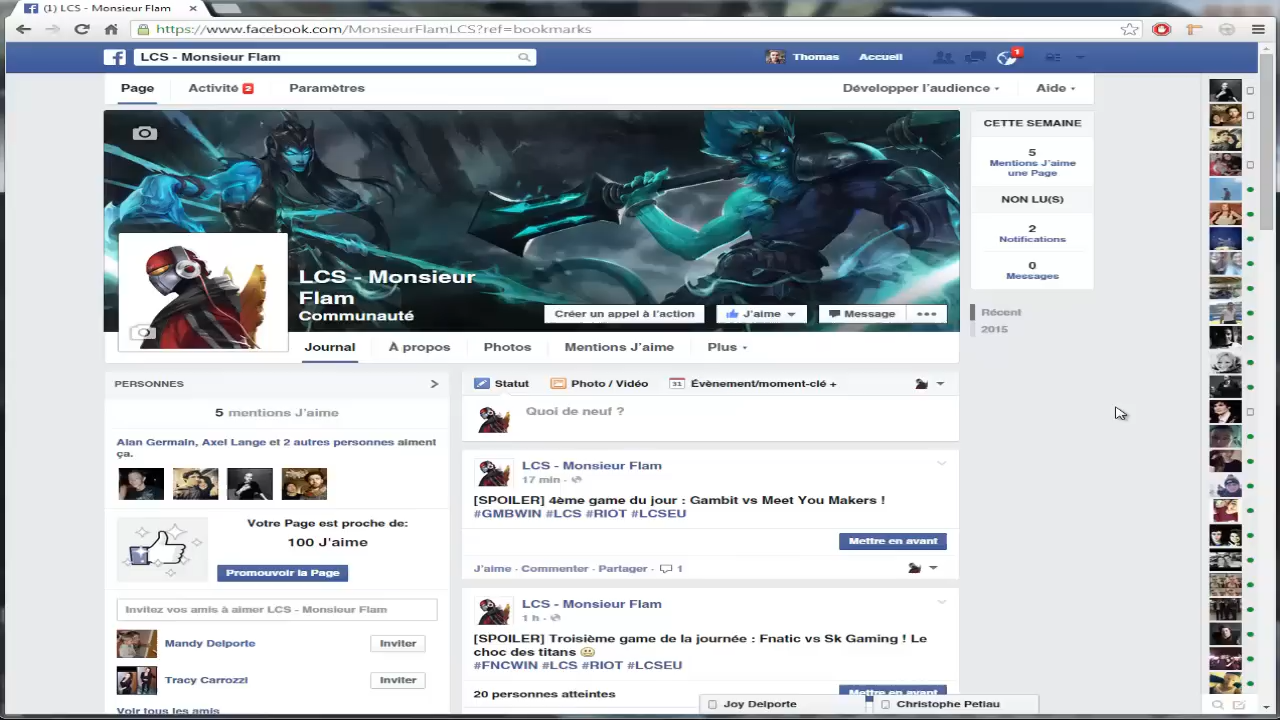 (1) LCS - Monsieur Flam
https://www.facebook.com/MonsieurFlamLCS?ref=bookmarks
LCS - Monsieur Flam
Thomas
Accueil
1
Page
Activité 2
Paramètres
Développer l'audience
Aide
CETTE SEMAINE
5
Mentions J'aime
une Page
NON LU(S)
2
Notifications
0
Messages
Récent
2015
LCS - Monsieur
Flam
Communauté
Créer un appel à l'action
J'aime
Message
Journal
À propos
Photos
Mentions J'aime
Plus
PERSONNES
5 mentions J'aime
Alan Germain, Axel Lange et 2 autres personnes aiment
ça.
Votre Page est proche de:
100 J'aime
Promouvoir la Page
Invitez vos amis à aimer LCS - Monsieur Flam
Mandy Delporte
Inviter
Tracy Carrozzi
Inviter
Voir tous les amis
Statut
Photo / Vidéo
31 Évènement/moment-clé +
Quoi de neuf ?
LCS - Monsieur Flam
17 min ·
[SPOILER] 4ème game du jour : Gambit vs Meet You Makers !
#GMBWIN #LCS #RIOT #LCSEU
Mettre en avant
J'aime · Commenter · Partager · 1
LCS - Monsieur Flam
1 h ·
[SPOILER] Troisième game de la journée : Fnatic vs Sk Gaming ! Le
choc des titans
#FNCWIN #LCS #RIOT #LCSEU
20 personnes atteintes
Mettre en avant
Joy Delporte
Christophe Petiau